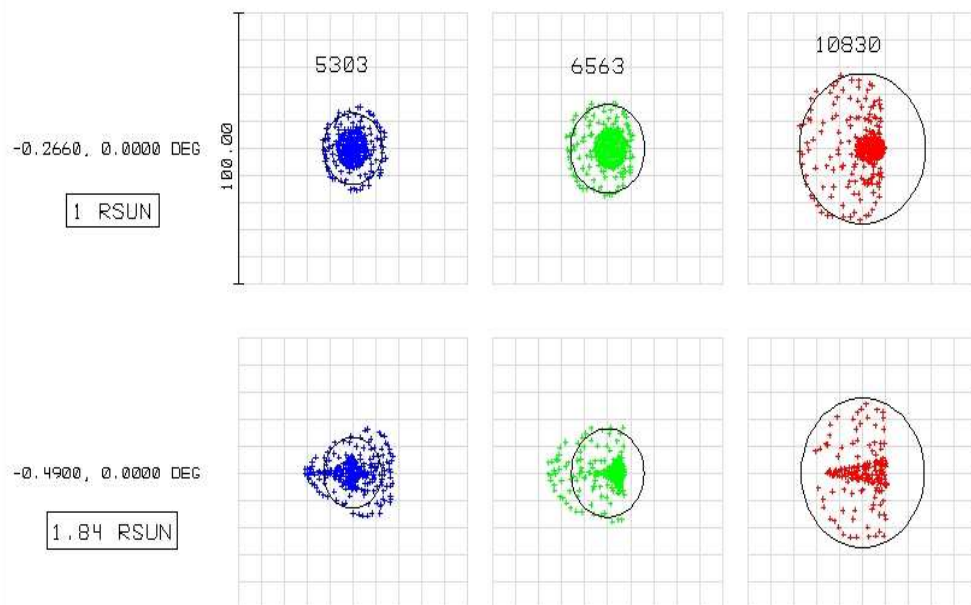 5303
6563
10830
-0.2660, 0.0000 DEG
100.00
1 RSUN
-0.4900, 0.0000 DEG
1.84 RSUN